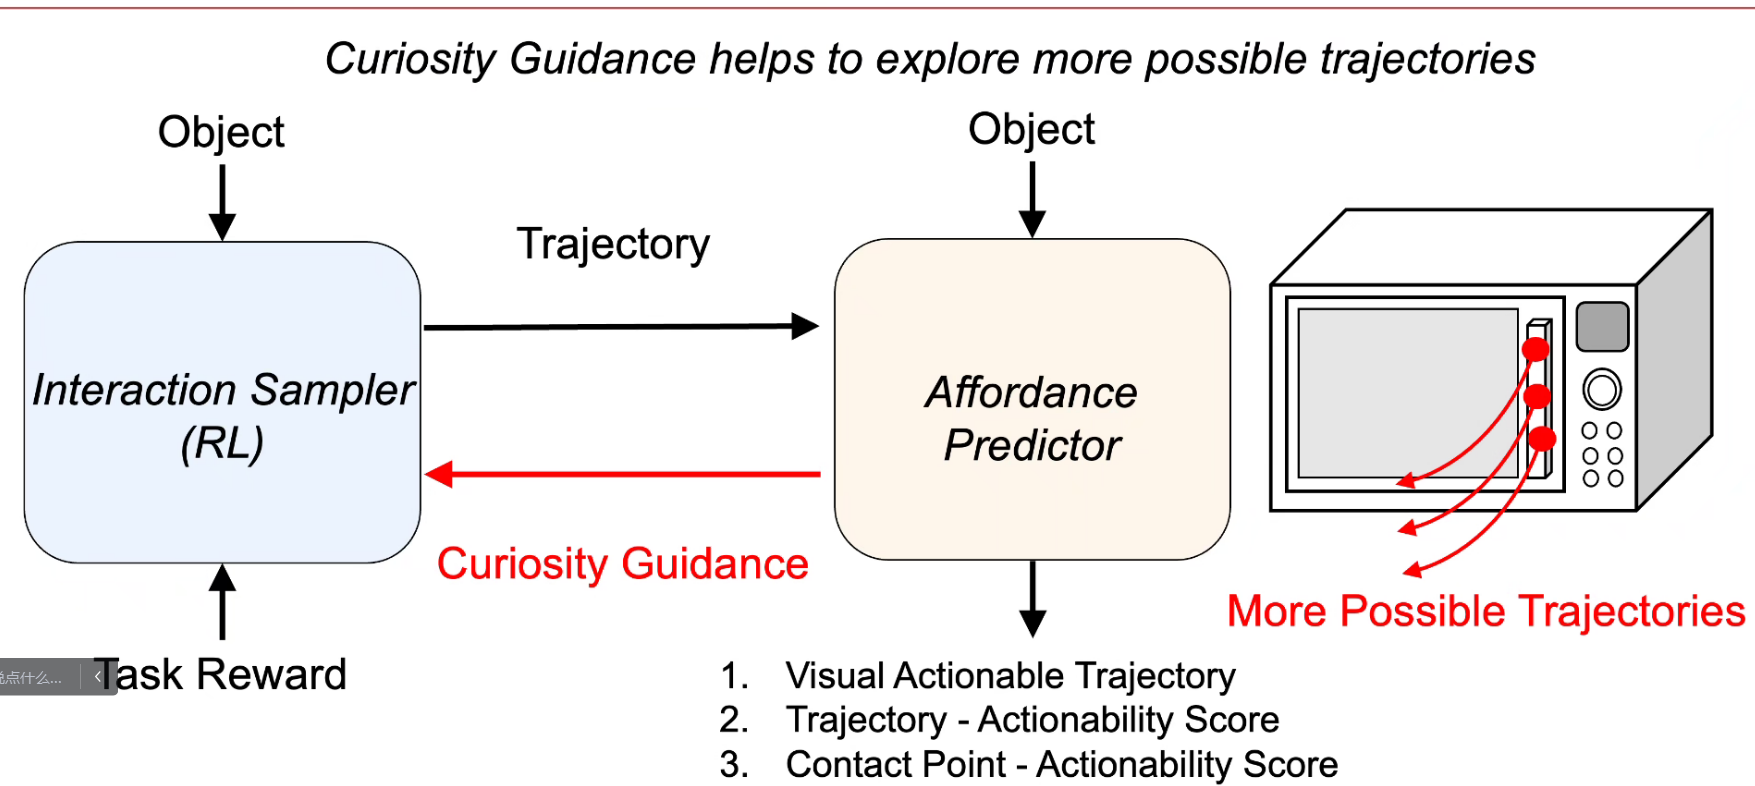 Curiosity Guidance helps to explore more possible trajectories
Object
Object
Trajectory
Interaction Sampler
(RL)
Affordance
Predictor
Curiosity Guidance
More Possible Trajectories
Task Reward
说点什么...
1. Visual Actionable Trajectory
2. Trajectory - Actionability Score
3. Contact Point - Actionability Score